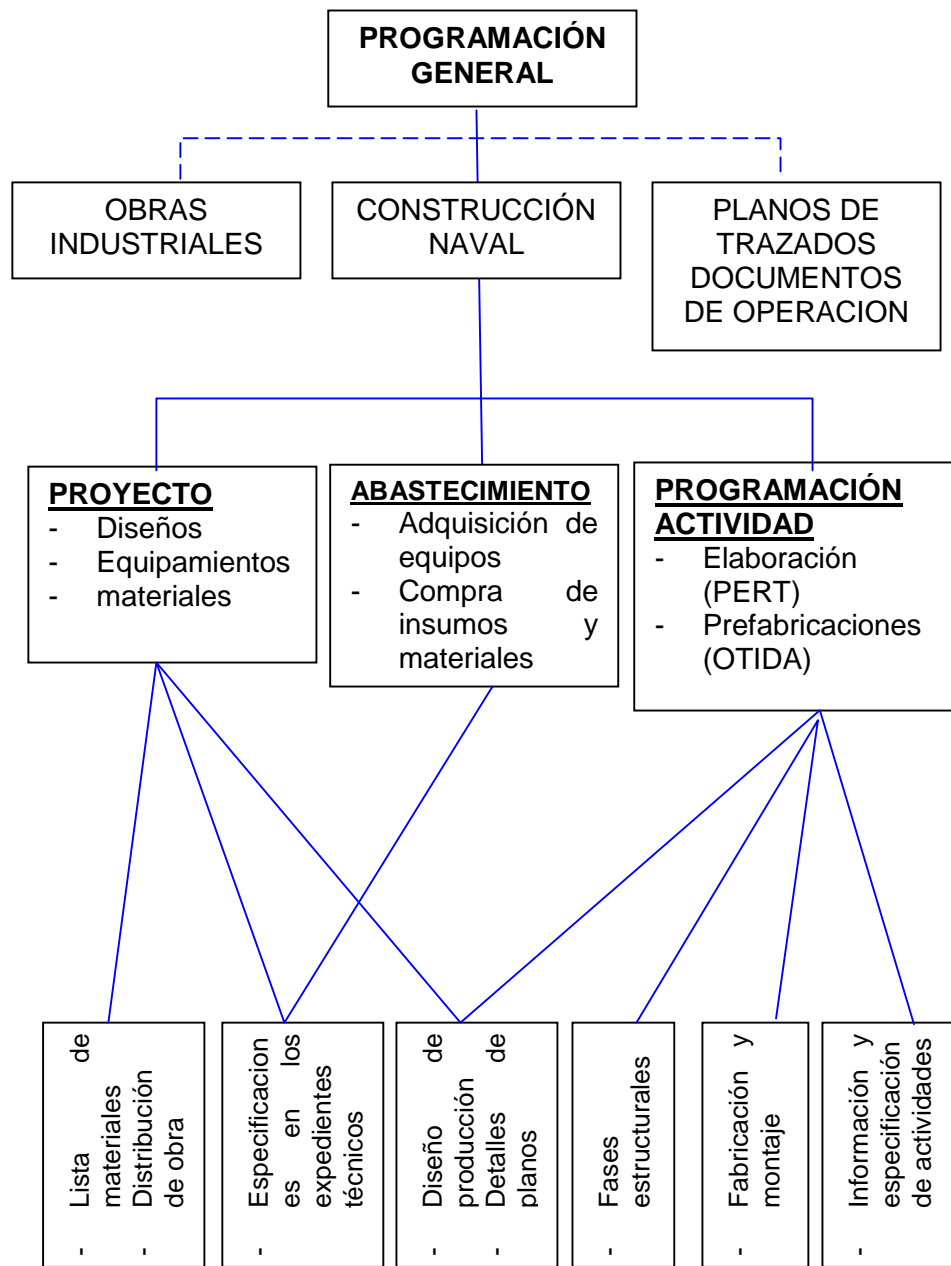 PROGRAMACIÓN
GENERAL
OBRAS
INDUSTRIALES
CONSTRUCCIÓN
NAVAL
PLANOS DE
TRAZADOS
DOCUMENTOS
DE OPERACION
PROYECTO
- Diseños
- Equipamientos
- materiales
ABASTECIMIENTO
- Adquisición de
equipos
- Compra de
insumos y
materiales
PROGRAMACIÓN
ACTIVIDAD
- Elaboración
(PERT)
- Prefabricaciones
(OTIDA)
- Lista de
materiales
- Distribución
de obra
- Especificacion
es en los
expedientes
técnicos
- Diseño de
producción
- Detalles de
planos
- Fases
estructurales
- Fabricación y
montaje
- Información y
especificación
de actividades